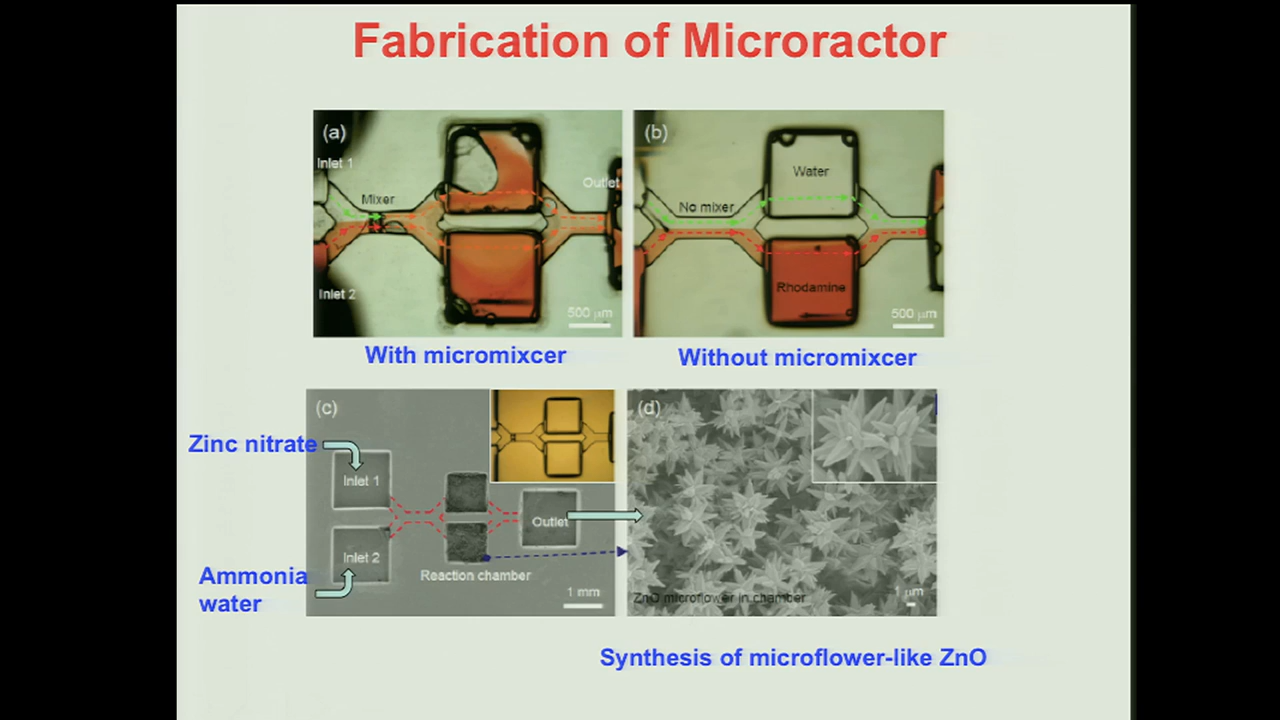 Fabrication of Microractor
(a)
Inlet 1
Mixer
Outlet
Inlet 2
500 μm
(b)
Water
No mixer
Rhodamine
500 μm
With micromixcer
Without micromixcer
(c)
Zinc nitrate
Inlet 1
Outlet
Inlet 2
Ammonia
water
Reaction chamber
1 mm
(d)
ZnO microflower in chamber
1 μm
Synthesis of microflower-like ZnO